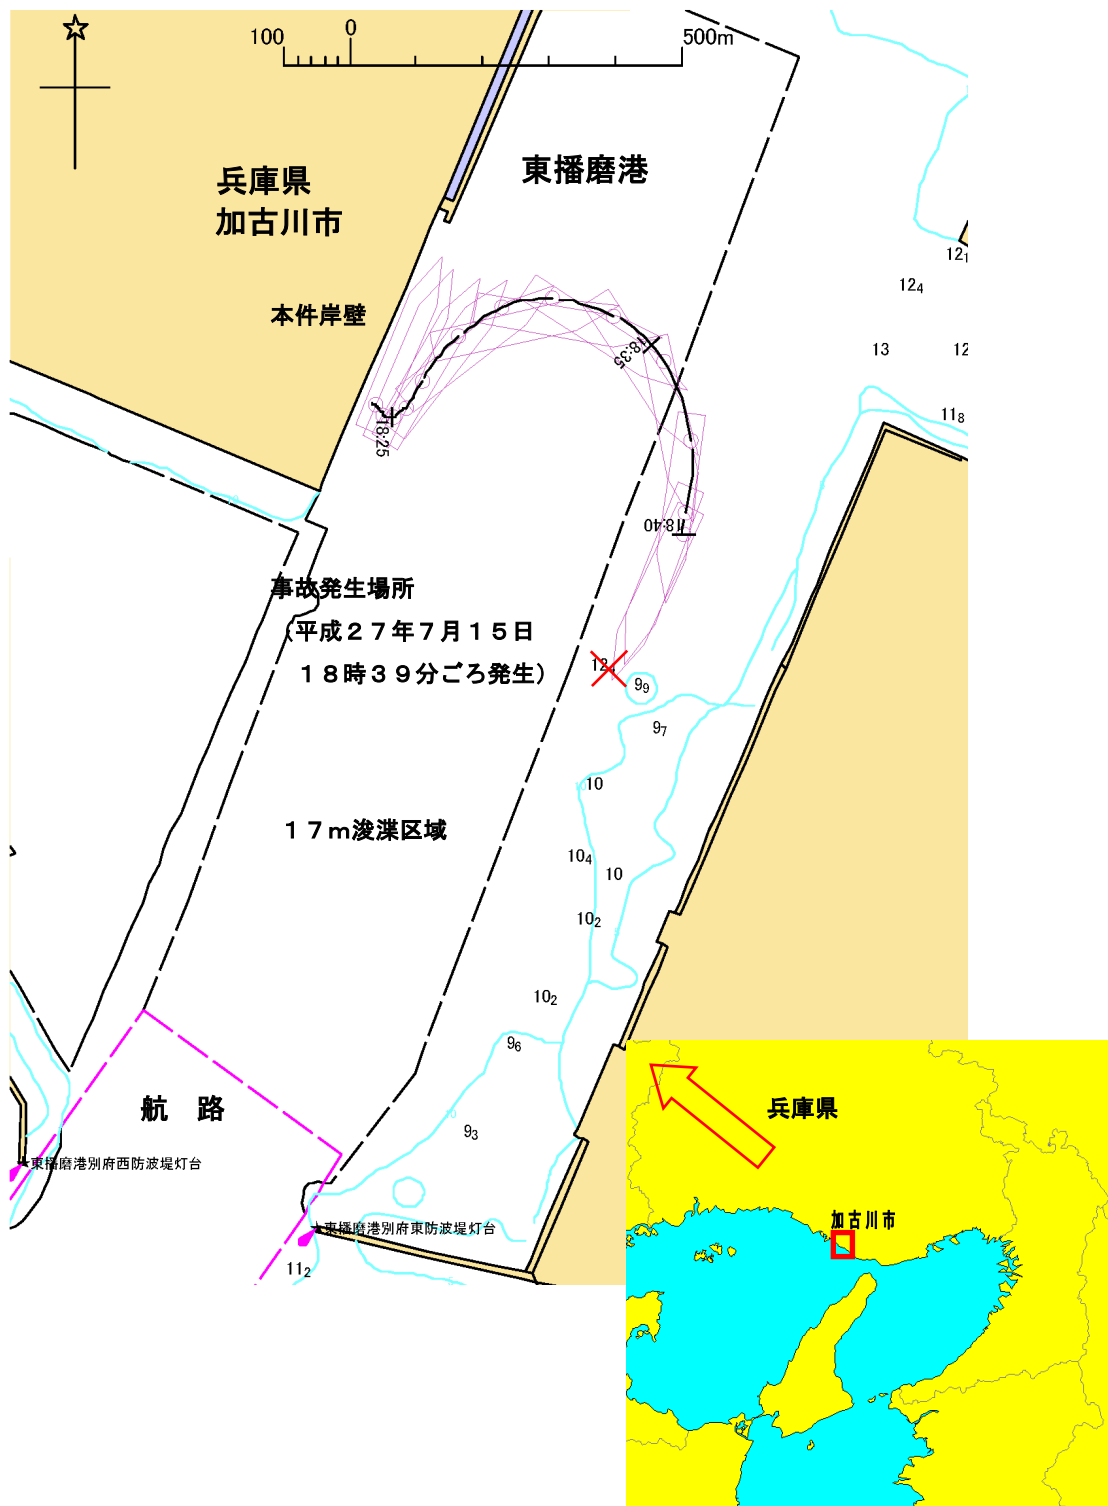 100 0 500m
東播磨港
兵庫県
加古川市
本件岸壁
12₁
12₄
13
12
11₈
18:35
18:25
18:40
事故発生場所
（平成２７年７月１５日
１８時３９分ごろ発生）
9₉
9₇
10
１７ｍ浚渫区域
10₄
10
10₂
10₂
9₆
9₃
航　路
東播磨港別府西防波堤灯台
東播磨港別府東防波堤灯台
11₂
兵庫県
加古川市